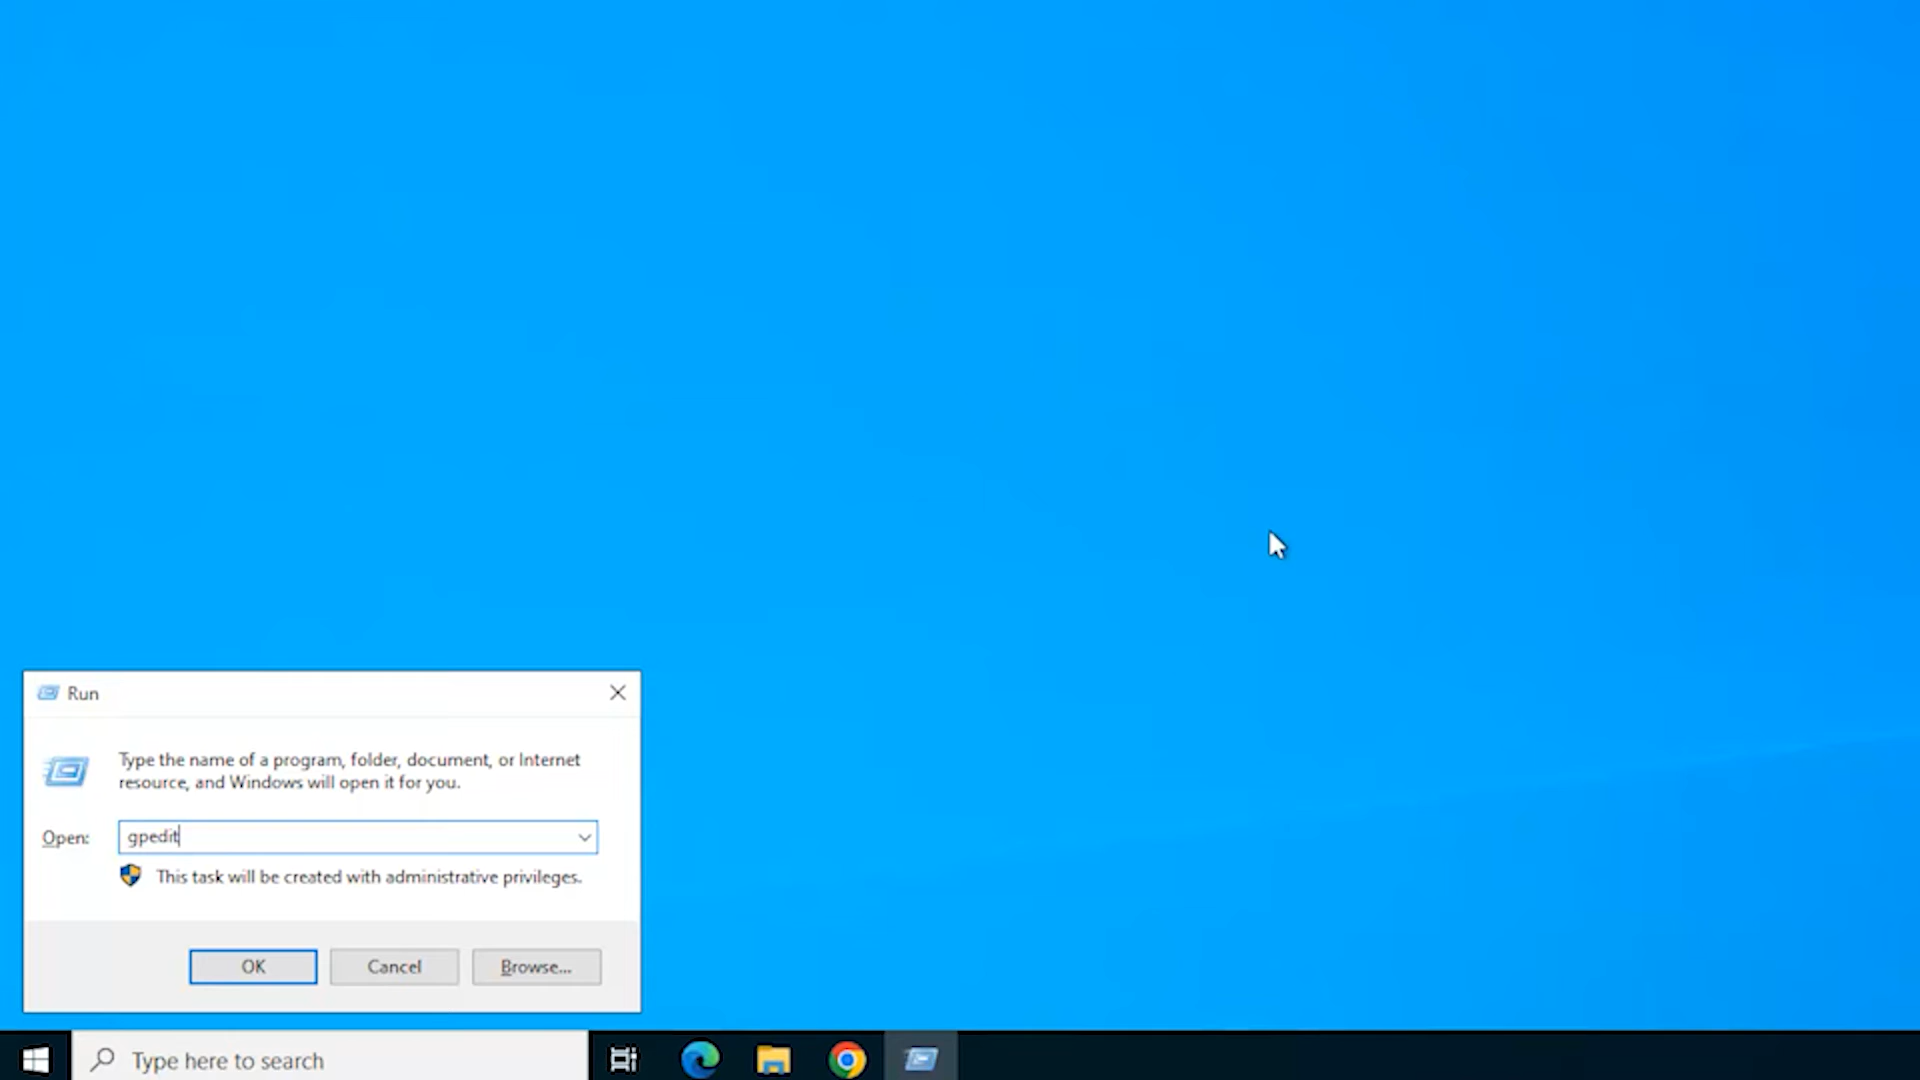 Run
Type the name of a program, folder, document, or Internet
resource, and Windows will open it for you.
Open: gpedit
This task will be created with administrative privileges.
OK Cancel Browse...
Type here to search